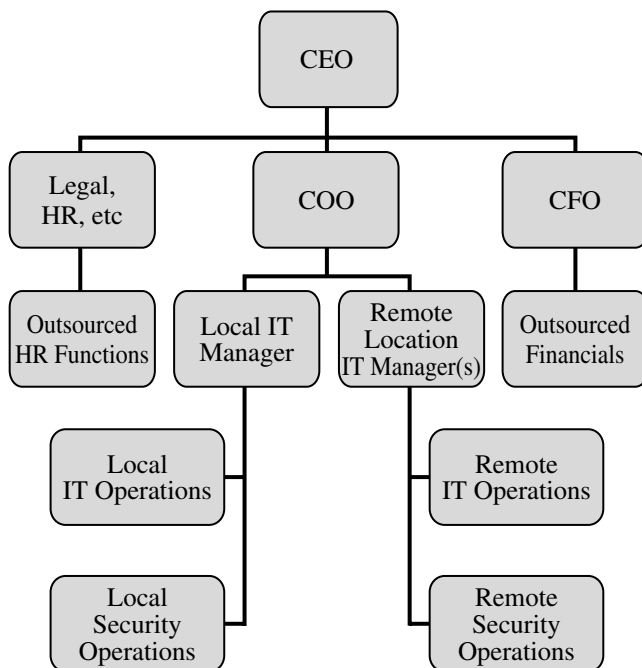 CEO
Legal,
HR, etc
COO
CFO
Outsourced
HR Functions
Local IT
Manager
Remote
Location
IT Manager(s)
Outsourced
Financials
Local
IT Operations
Remote
IT Operations
Local
Security
Operations
Remote
Security
Operations